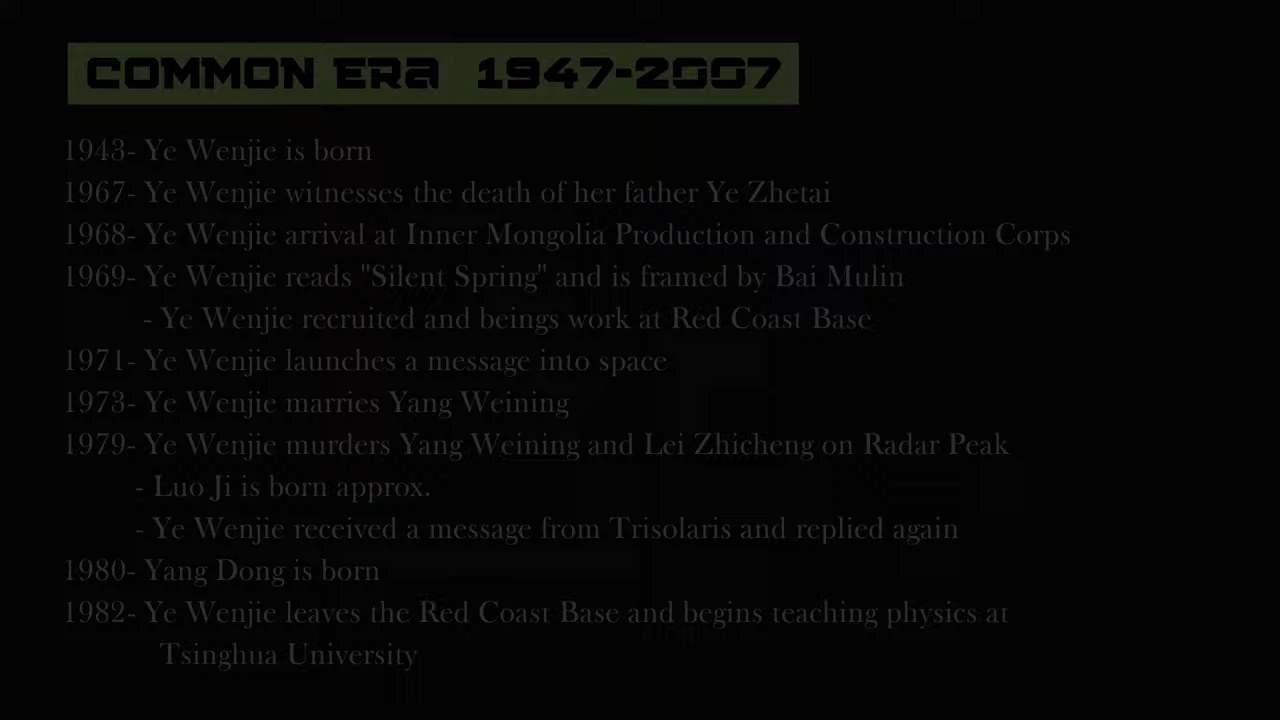 COMMON ERa 1947-2007
1943- Ye Wenjie is born
1967- Ye Wenjie witnesses the death of her father Ye Zhetai
1968- Ye Wenjie arrival at Inner Mongolia Production and Construction Corps
1969- Ye Wenjie reads "Silent Spring" and is framed by Bai Mulin
- Ye Wenjie recruited and beings work at Red Coast Base
1971- Ye Wenjie launches a message into space
1973- Ye Wenjie marries Yang Weining
1979- Ye Wenjie murders Yang Weining and Lei Zhicheng on Radar Peak
- Luo Ji is born approx.
- Ye Wenjie received a message from Trisolaris and replied again
1980- Yang Dong is born
1982- Ye Wenjie leaves the Red Coast Base and begins teaching physics at
Tsinghua University